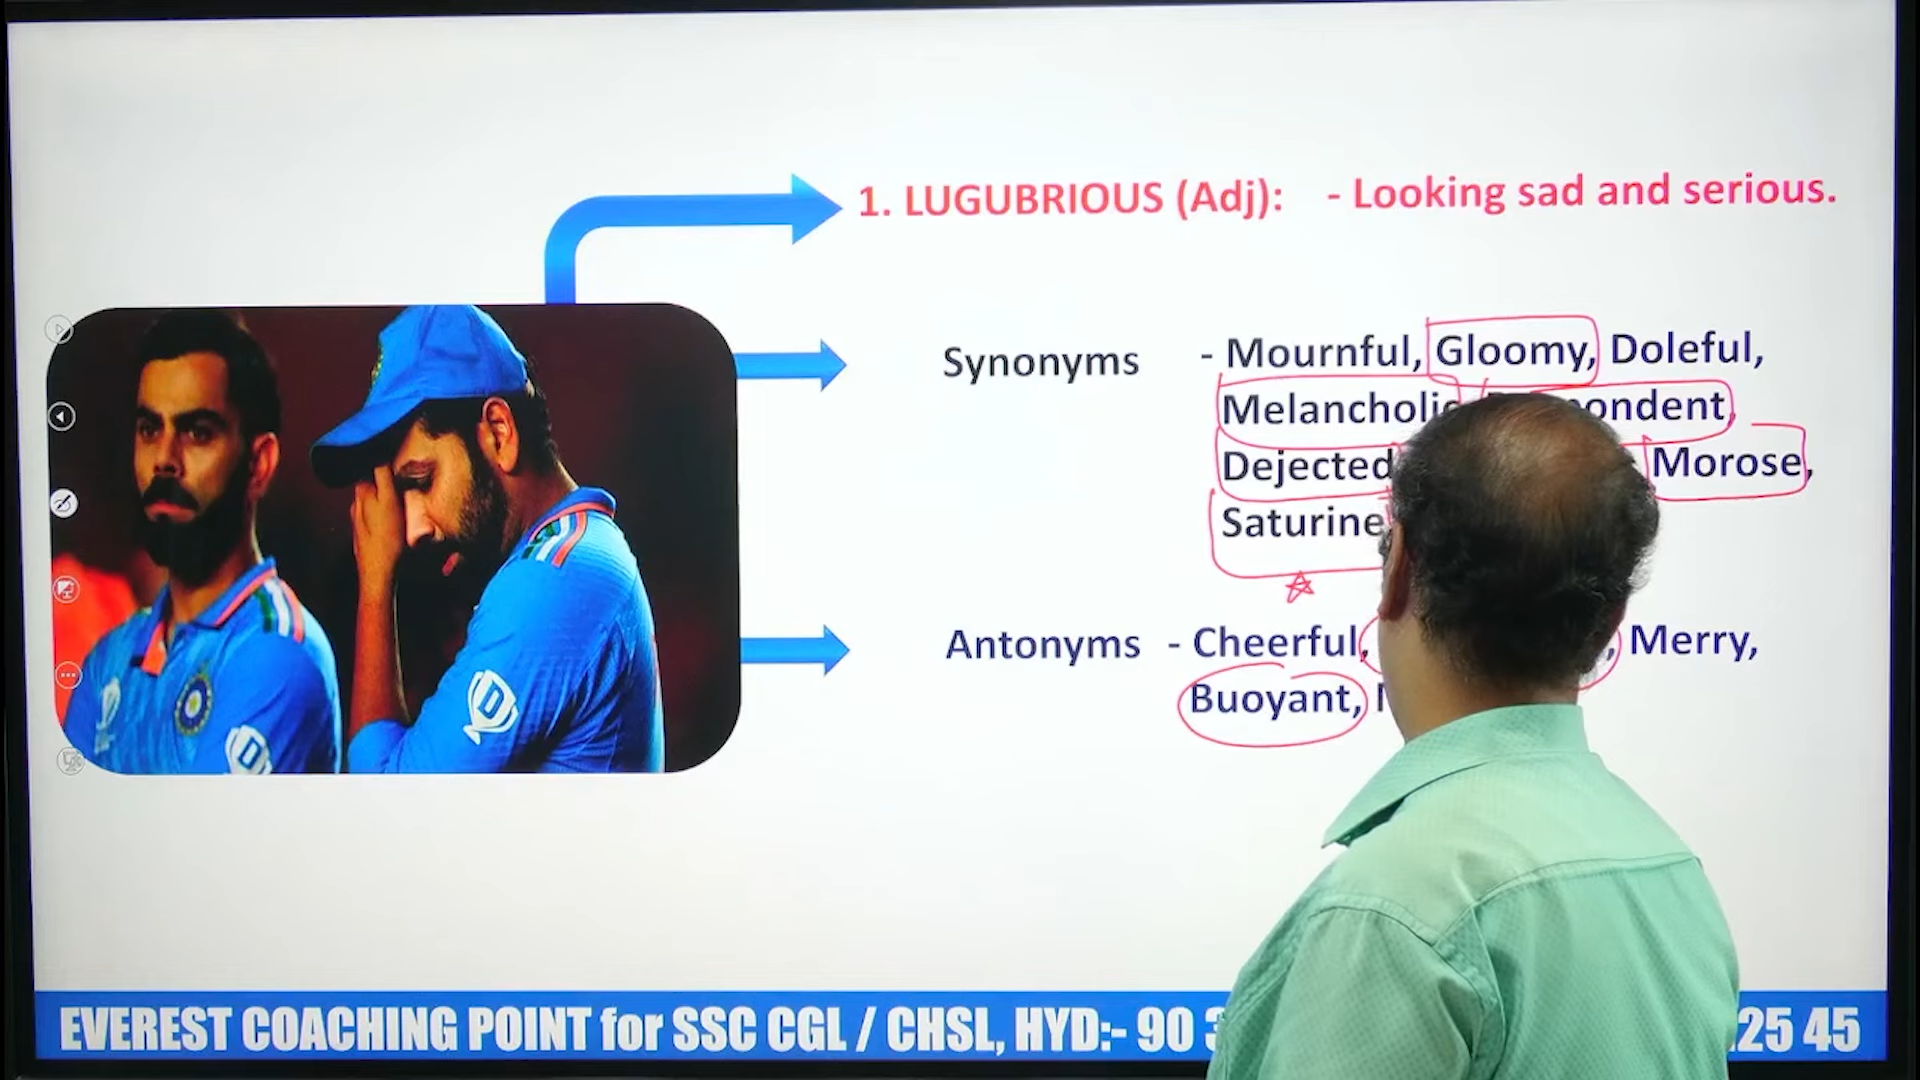 1. LUGUBRIOUS (Adj): - Looking sad and serious.
Synonyms - Mournful, Gloomy, Doleful,
Melancholic
Dejected Morose,
Saturine
Antonyms - Cheerful, Merry,
Buoyant,
D
D
EVEREST COACHING POINT for SSC CGL / CHSL, HYD:- 90 25 45